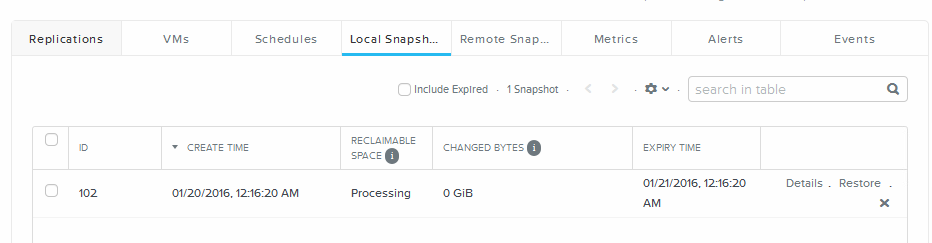 Replications VMs Schedules Local Snapsh... Remote Snap... Metrics Alerts Events
Include Expired · 1 Snapshot · < > · · search in table
ID CREATE TIME RECLAIMABLE SPACE i CHANGED BYTES i EXPIRY TIME
102 01/20/2016, 12:16:20 AM Processing 0 GiB 01/21/2016, 12:16:20 AM Details . Restore . ×